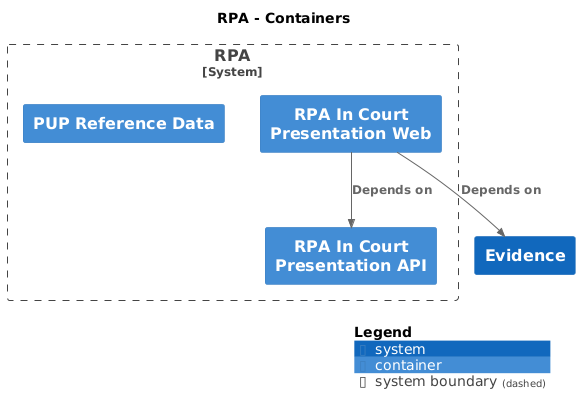 RPA - Containers
RPA
[System]
PUP Reference Data
RPA In Court
Presentation Web
Depends on
Depends on
RPA In Court
Presentation API
Evidence
Legend
system
container
system boundary (dashed)